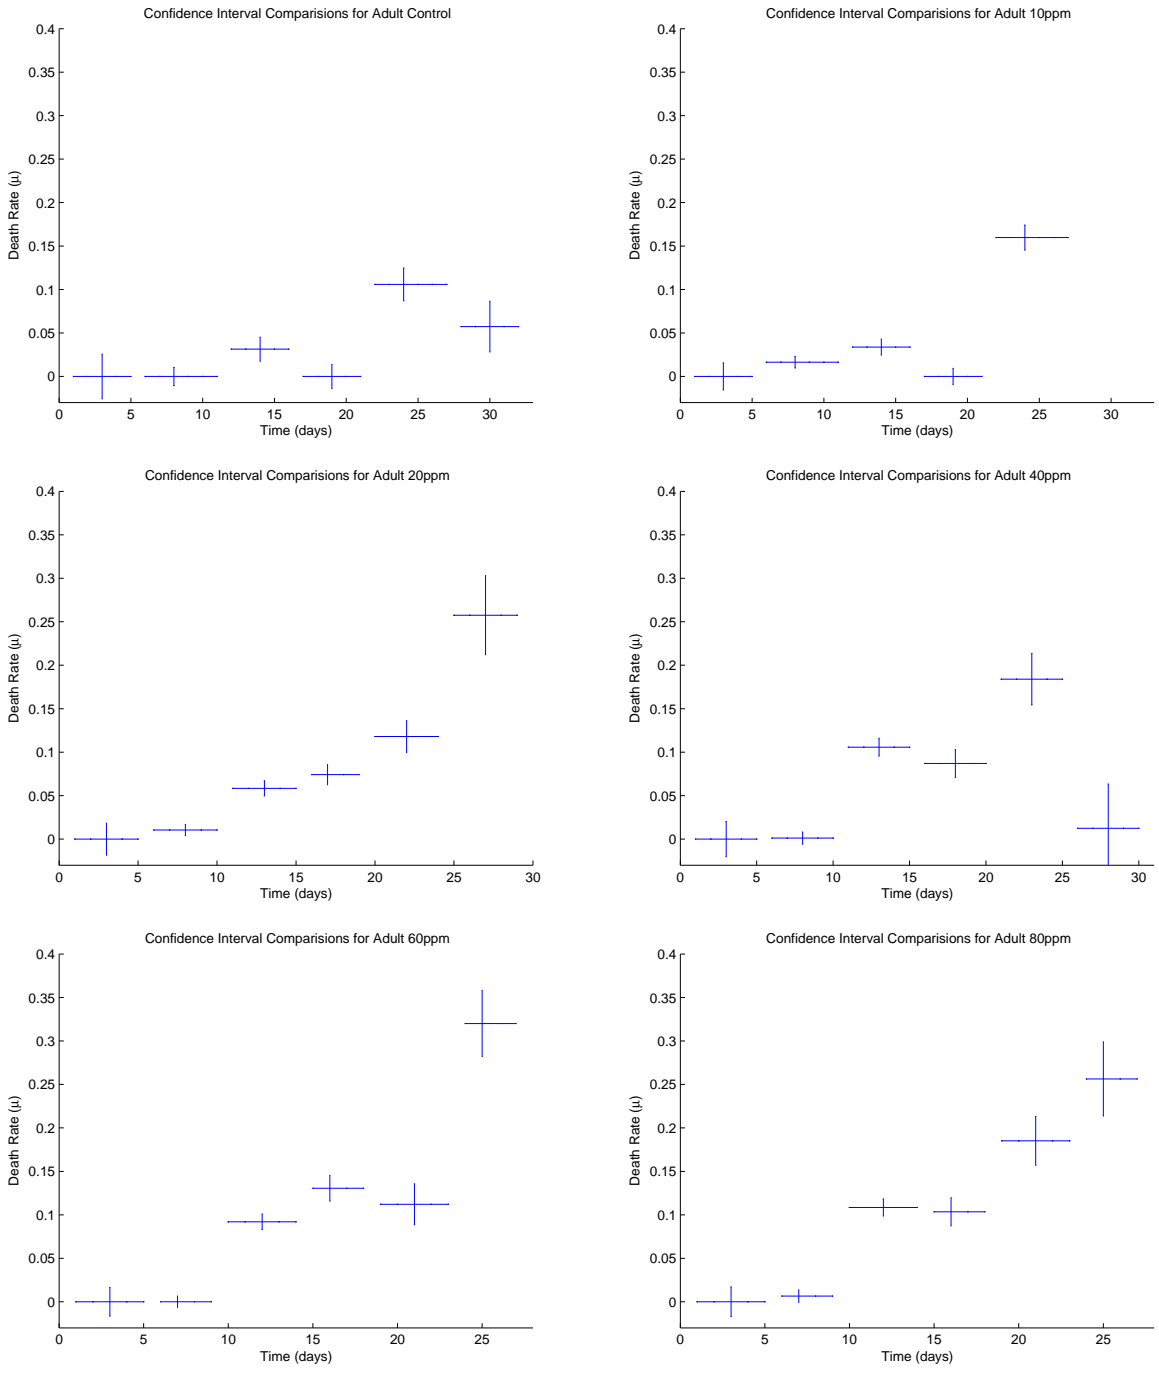 Confidence Interval Comparisions for Adult Control
0.4
0.35
0.3
0.25
0.2
0.15
0.1
0.05
0
Death Rate (μ)
0 5 10 15 20 25 30
Time (days)
Confidence Interval Comparisions for Adult 10ppm
0.4
0.35
0.3
0.25
0.2
0.15
0.1
0.05
0
Death Rate (μ)
0 5 10 15 20 25 30
Time (days)
Confidence Interval Comparisions for Adult 20ppm
0.4
0.35
0.3
0.25
0.2
0.15
0.1
0.05
0
Death Rate (μ)
0 5 10 15 20 25 30
Time (days)
Confidence Interval Comparisions for Adult 40ppm
0.4
0.35
0.3
0.25
0.2
0.15
0.1
0.05
0
Death Rate (μ)
0 5 10 15 20 25 30
Time (days)
Confidence Interval Comparisions for Adult 60ppm
0.4
0.35
0.3
0.25
0.2
0.15
0.1
0.05
0
Death Rate (μ)
0 5 10 15 20 25
Time (days)
Confidence Interval Comparisions for Adult 80ppm
0.4
0.35
0.3
0.25
0.2
0.15
0.1
0.05
0
Death Rate (μ)
0 5 10 15 20 25
Time (days)